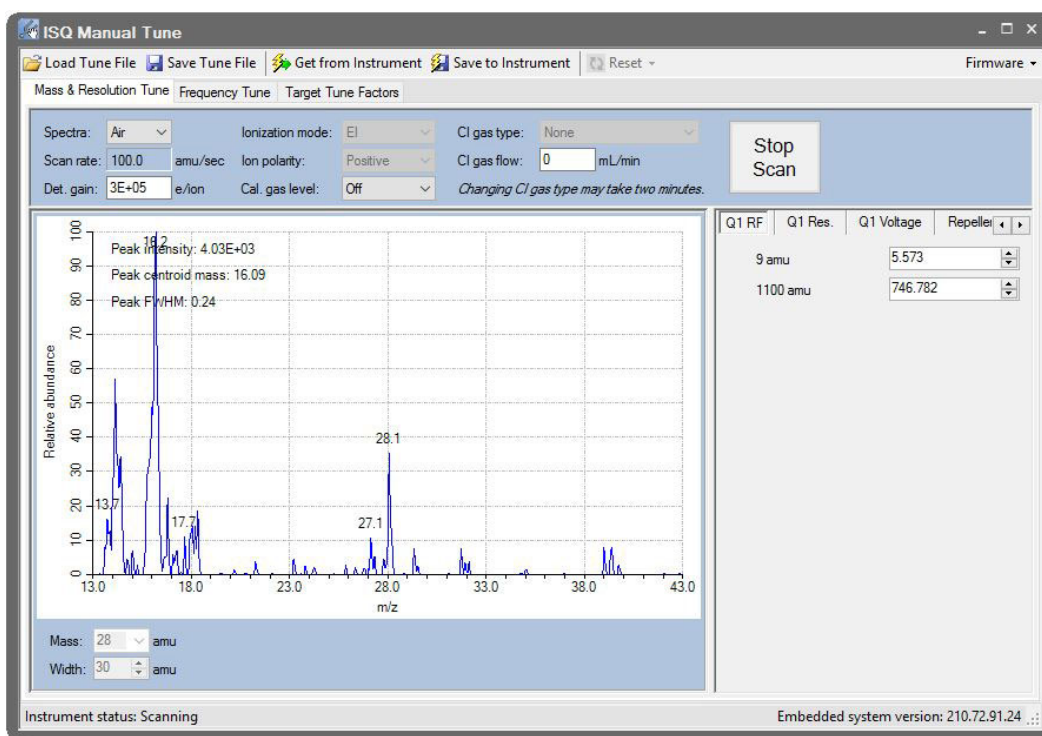 ISQ Manual Tune
Load Tune File Save Tune File Get from Instrument Save to Instrument Reset Firmware
Mass & Resolution Tune Frequency Tune Target Tune Factors
Spectra: Air Ionization mode: EI CI gas type: None
Scan rate: 100.0 amu/sec Ion polarity: Positive CI gas flow: 0 mL/min
Det. gain: 3E+05 e/ion Cal. gas level: Off Changing CI gas type may take two minutes.
Stop
Scan
Q1 RF Q1 Res. Q1 Voltage Repeller
9 amu 5.573
1100 amu 746.782
16.2
Peak intensity: 4.03E+03
Peak centroid mass: 16.09
Peak FWHM: 0.24
Relative abundance
100
90
80
70
60
50
40
30
20
10
0
13.7
17.7
27.1
28.1
13.0 18.0 23.0 28.0 33.0 38.0 43.0
m/z
Mass: 28 amu
Width: 30 amu
Instrument status: Scanning Embedded system version: 210.72.91.24